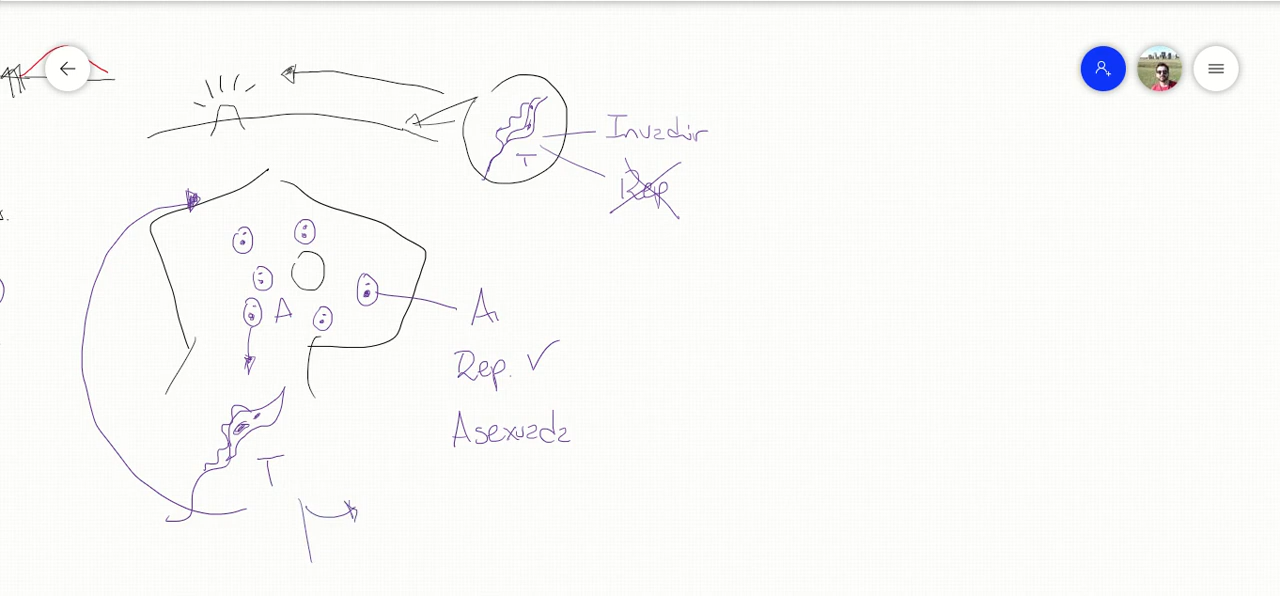 Invadir
T
Rep
A
A
Rep. ✓
Asexuada
T